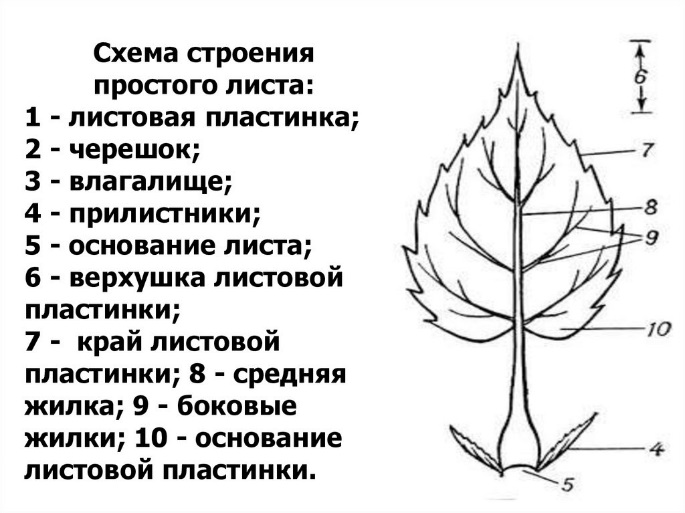 Схема строения
простого листа:
1 - листовая пластинка;
2 - черешок;
3 - влагалище;
4 - прилистники;
5 - основание листа;
6 - верхушка листовой
пластинки;
7 - край листовой
пластинки; 8 - средняя
жилка; 9 - боковые
жилки; 10 - основание
листовой пластинки.
6
7
8
9
10
4
5